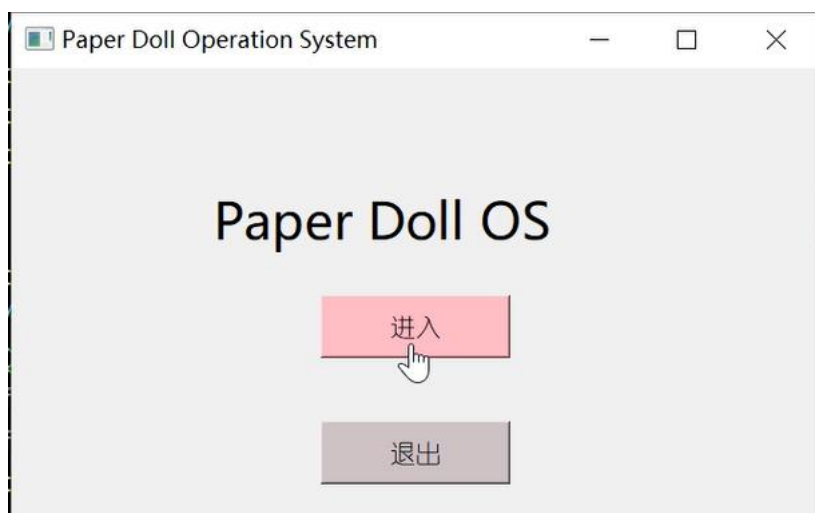 Paper Doll Operation System
Paper Doll OS
进入
退出